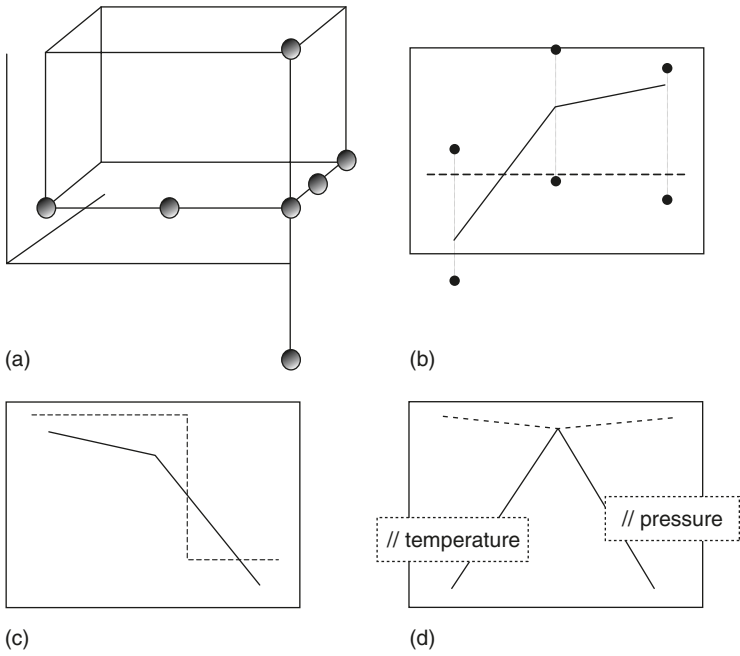 (a)
(b)
// temperature
// pressure
(c)
(d)